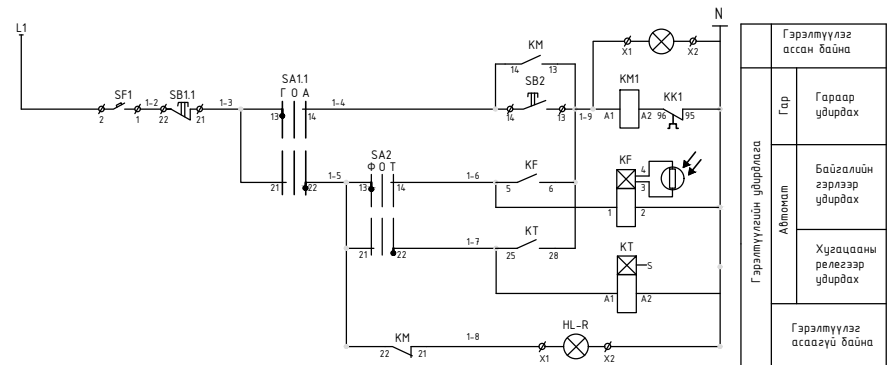 L1
N
SF1
2
1
1-2
SB1.1
22
21
1-3
SA1.1
Г О А
13
14
21
22
1-4
1-5
KM
14
13
SB2
14
13
1-9
X1
X2
KM1
A1
A2
KK1
96
95
SA2
Ф О Т
13
14
21
22
1-6
KF
5
6
KF
4
3
1
2
1-7
KT
25
28
KT
S
A1
A2
KM
22
21
1-8
HL-R
X1
X2
Гэрэлтүүлэг
ассан байна
Гэрэлтүүлгийн удирдлага
Гар
Гараар
удирдах
Автомат
Байгалийн
гэрлээр
удирдах
Хугацааны
релегээр
удирдах
Гэрэлтүүлэг
асаагүй байна